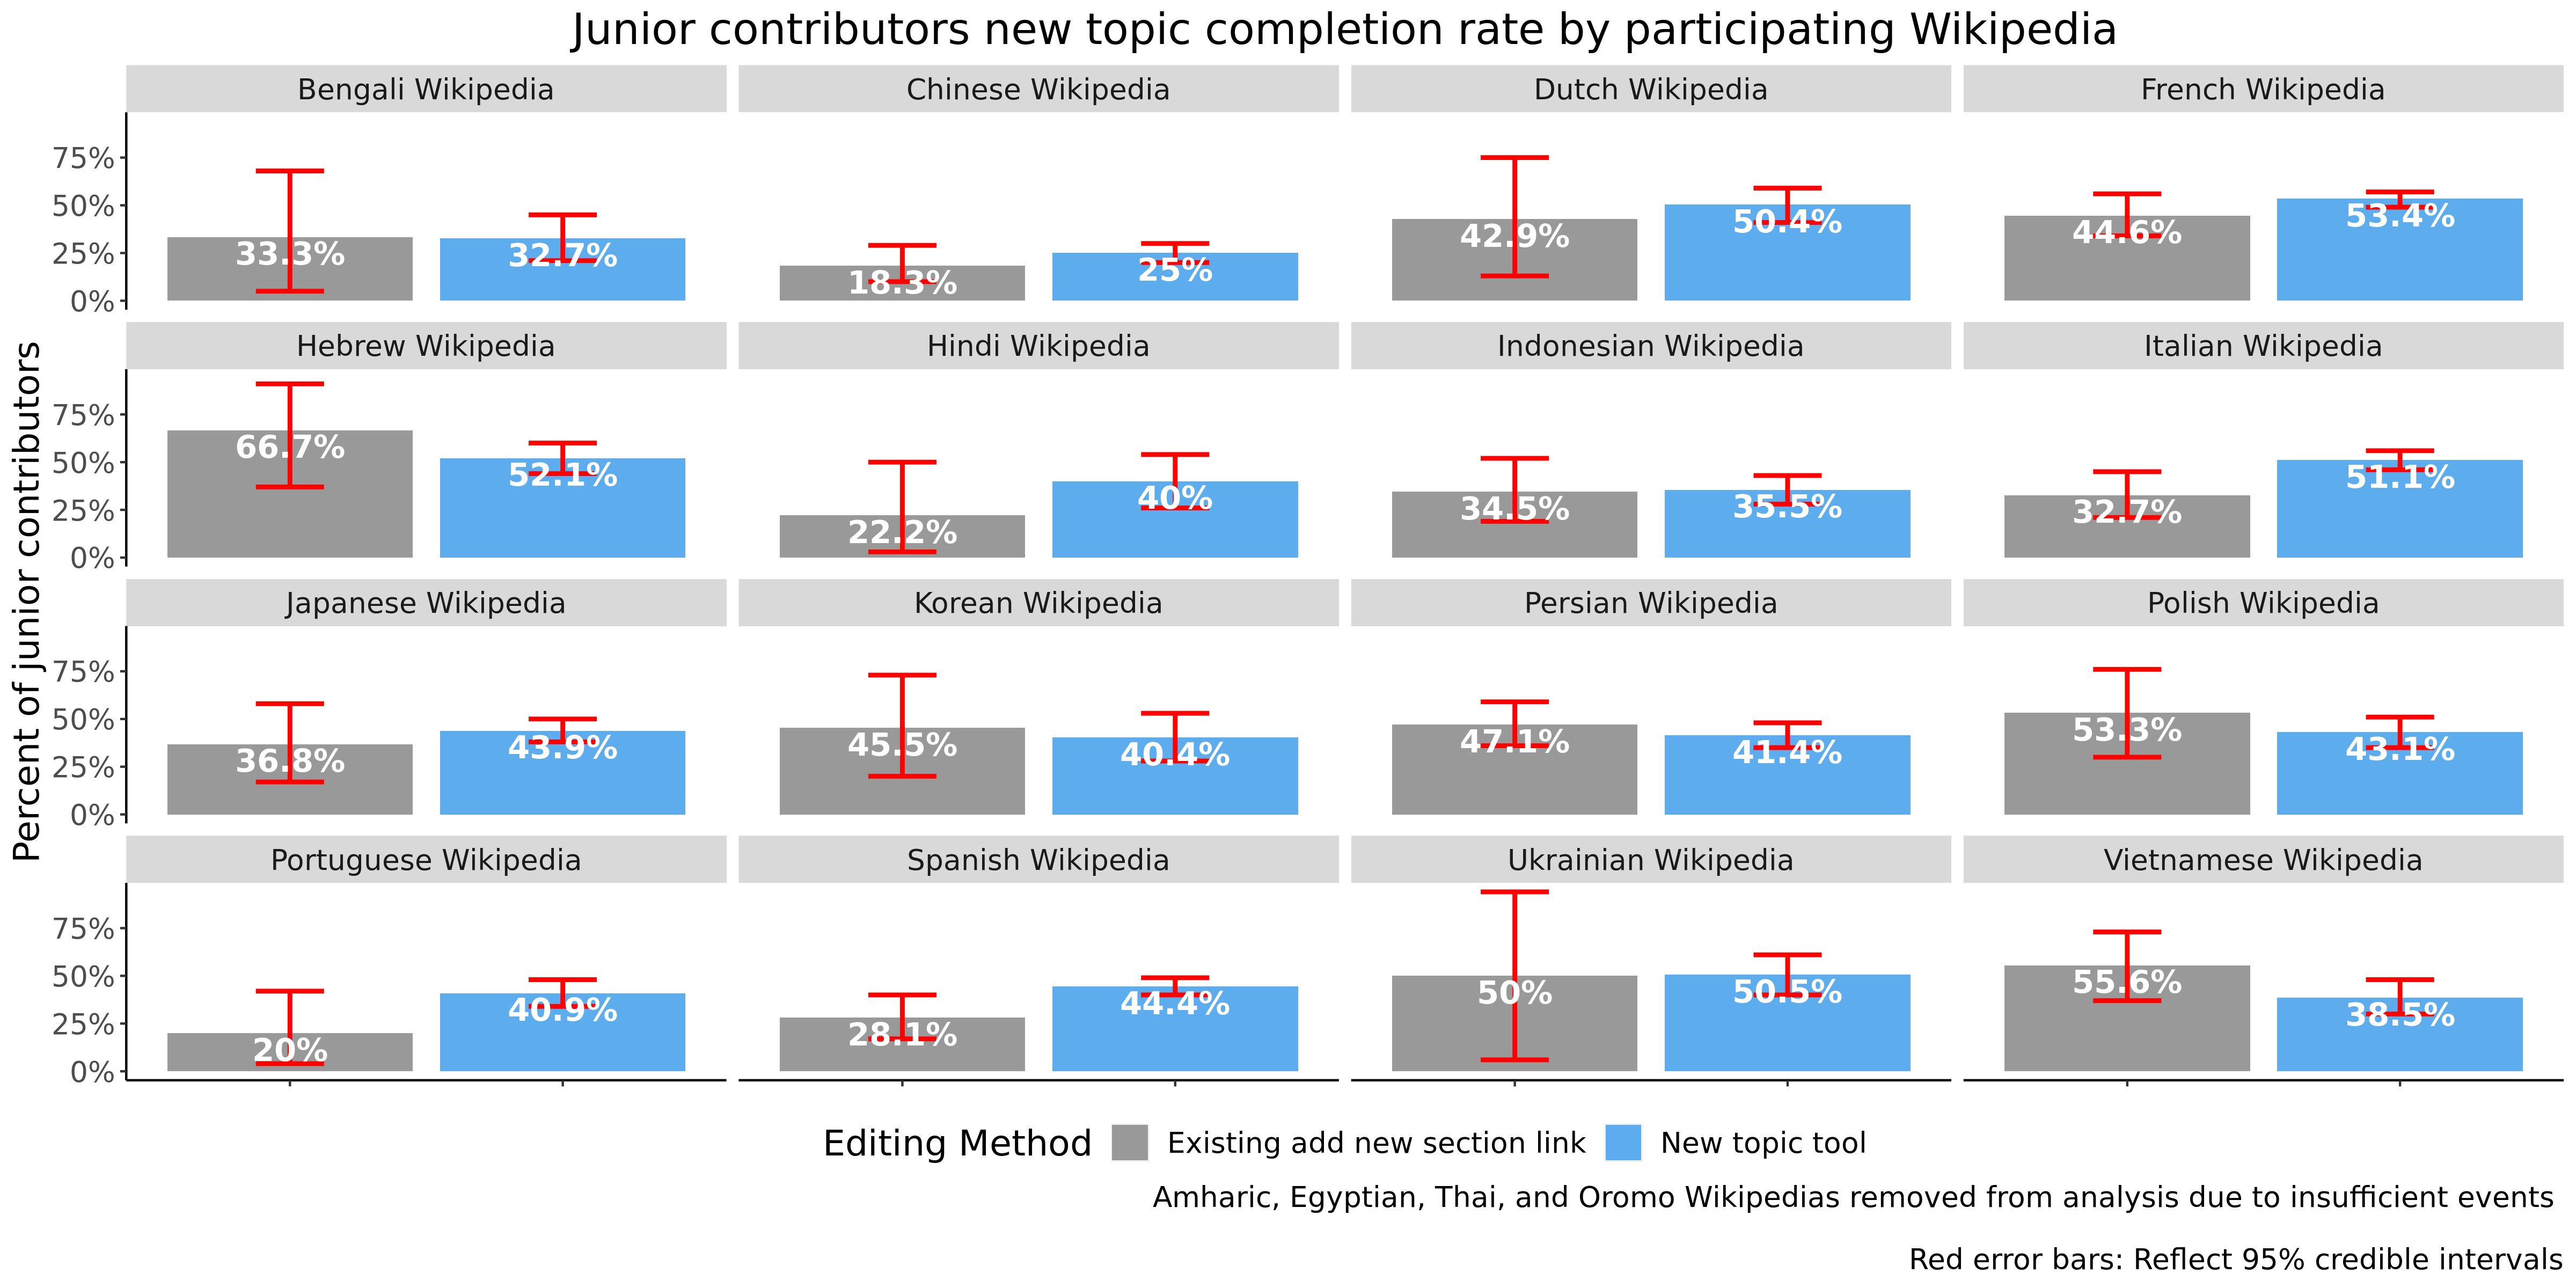 Junior contributors new topic completion rate by participating Wikipedia
Percent of junior contributors
Bengali Wikipedia Chinese Wikipedia Dutch Wikipedia French Wikipedia
75%
50%
25%
0%
33.3% 32.7% 18.3% 25% 42.9% 50.4% 44.6% 53.4%
Hebrew Wikipedia Hindi Wikipedia Indonesian Wikipedia Italian Wikipedia
75%
50%
25%
0%
66.7% 52.1% 22.2% 40% 34.5% 35.5% 32.7% 51.1%
Japanese Wikipedia Korean Wikipedia Persian Wikipedia Polish Wikipedia
75%
50%
25%
0%
36.8% 43.9% 45.5% 40.4% 47.1% 41.4% 53.3% 43.1%
Portuguese Wikipedia Spanish Wikipedia Ukrainian Wikipedia Vietnamese Wikipedia
75%
50%
25%
0%
20% 40.9% 28.1% 44.4% 50% 50.5% 55.6% 38.5%
Editing Method Existing add new section link New topic tool
Amharic, Egyptian, Thai, and Oromo Wikipedias removed from analysis due to insufficient events
Red error bars: Reflect 95% credible intervals